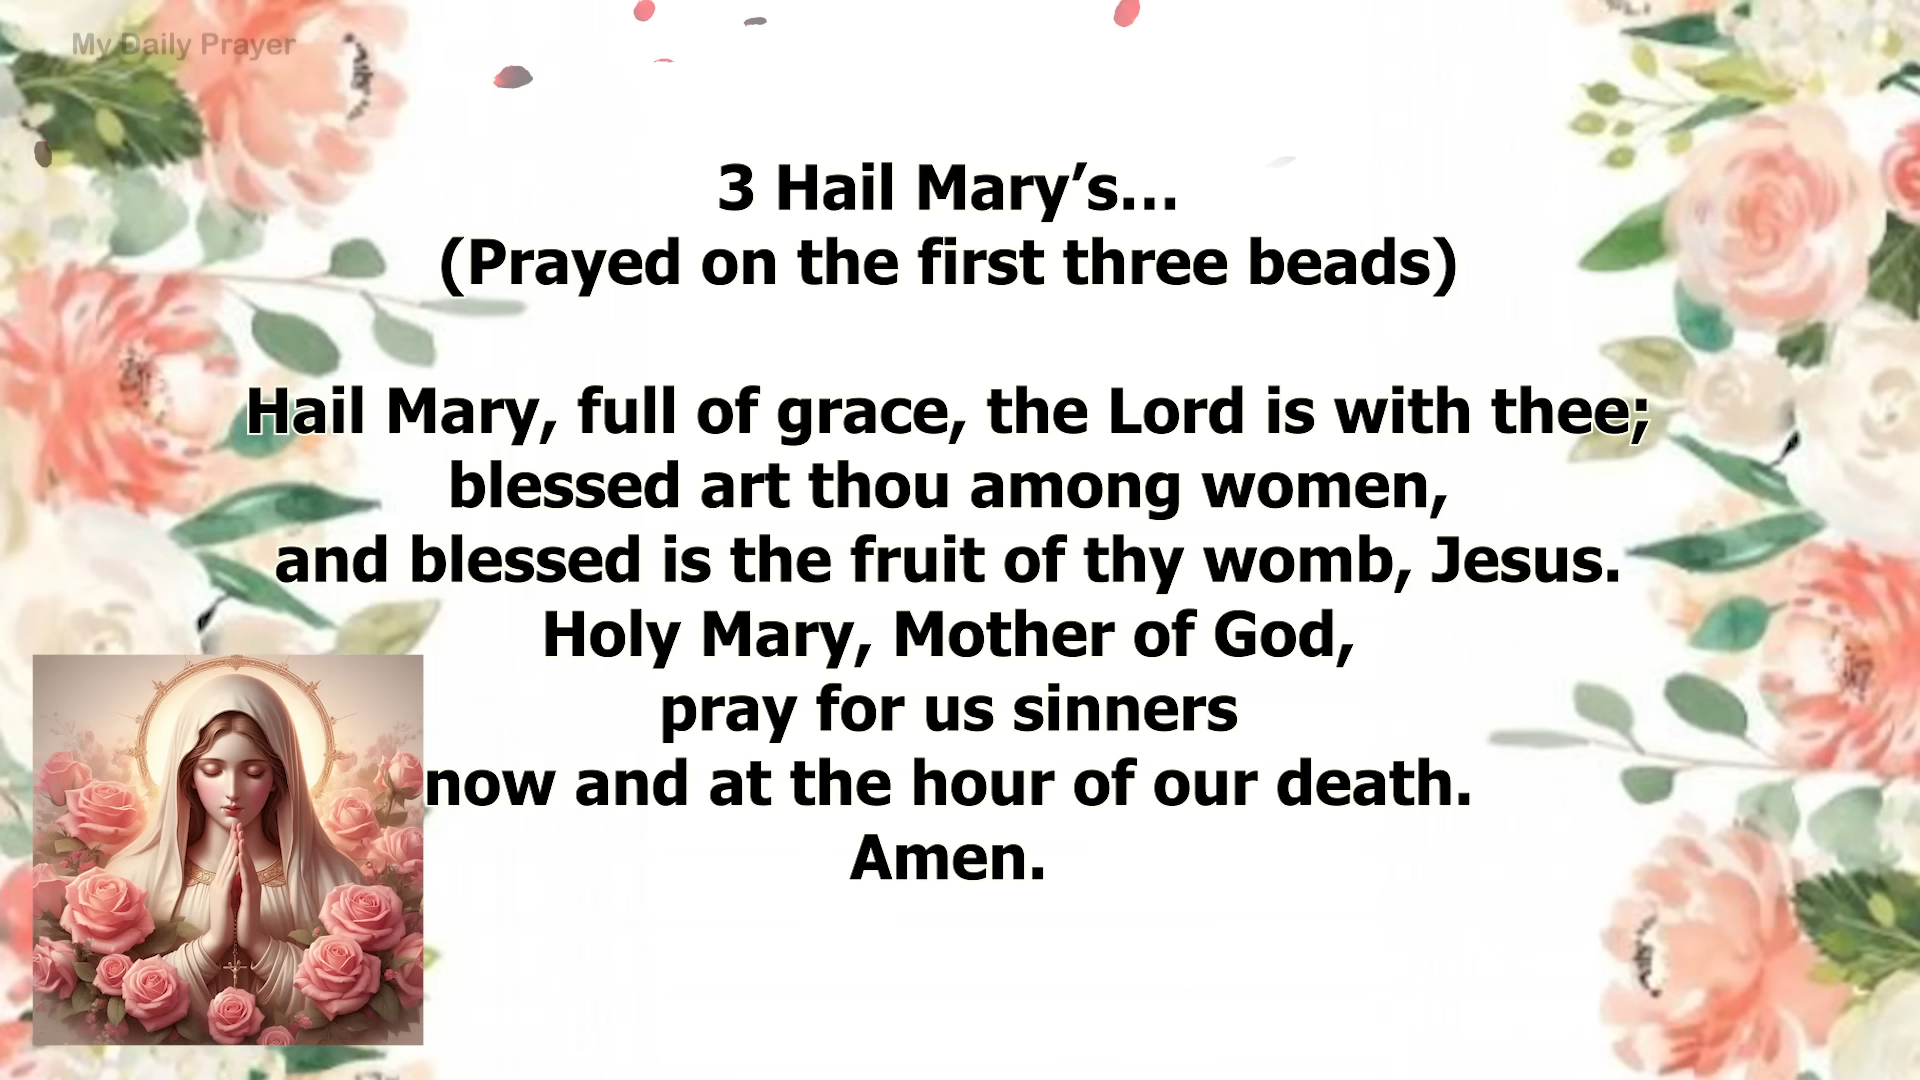 My Daily Prayer
3 Hail Mary’s...
(Prayed on the first three beads)
Hail Mary, full of grace, the Lord is with thee;
blessed art thou among women,
and blessed is the fruit of thy womb, Jesus.
Holy Mary, Mother of God,
pray for us sinners
now and at the hour of our death.
Amen.